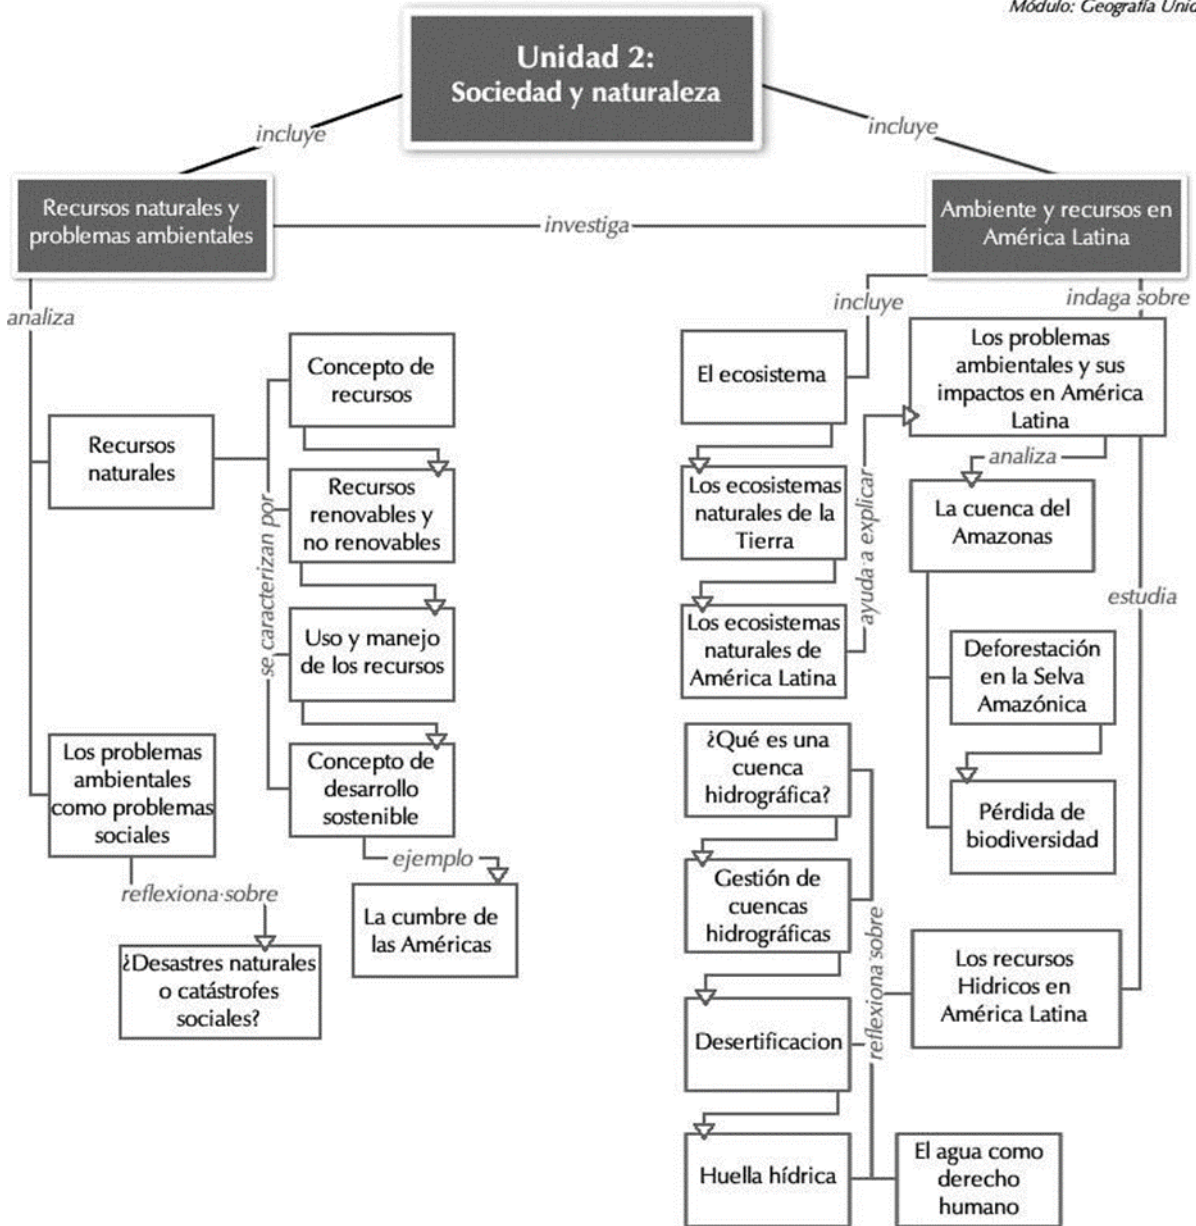 Módulo: Geografía
Unidad 2:
Sociedad y naturaleza
incluye
incluye
Recursos naturales y
problemas ambientales
investiga
Ambiente y recursos en
América Latina
analiza
Recursos
naturales
se caracterizan por
Concepto de
recursos
Recursos
renovables y
no renovables
Uso y manejo
de los recursos
Concepto de
desarrollo
sostenible
ejemplo
La cumbre de
las Américas
Los problemas
ambientales
como problemas
sociales
reflexiona sobre
¿Desastres naturales
o catástrofes
sociales?
incluye
El ecosistema
Los ecosistemas
naturales de la
Tierra
Los ecosistemas
naturales de
América Latina
ayuda a explicar
indaga sobre
Los problemas
ambientales y sus
impactos en América
Latina
analiza
La cuenca del
Amazonas
Deforestación
en la Selva
Amazónica
Pérdida de
biodiversidad
estudia
Los recursos
Hidricos en
América Latina
reflexiona sobre
¿Qué es una
cuenca
hidrográfica?
Gestión de
cuencas
hidrográficas
Desertificacion
Huella hídrica
El agua como
derecho
humano